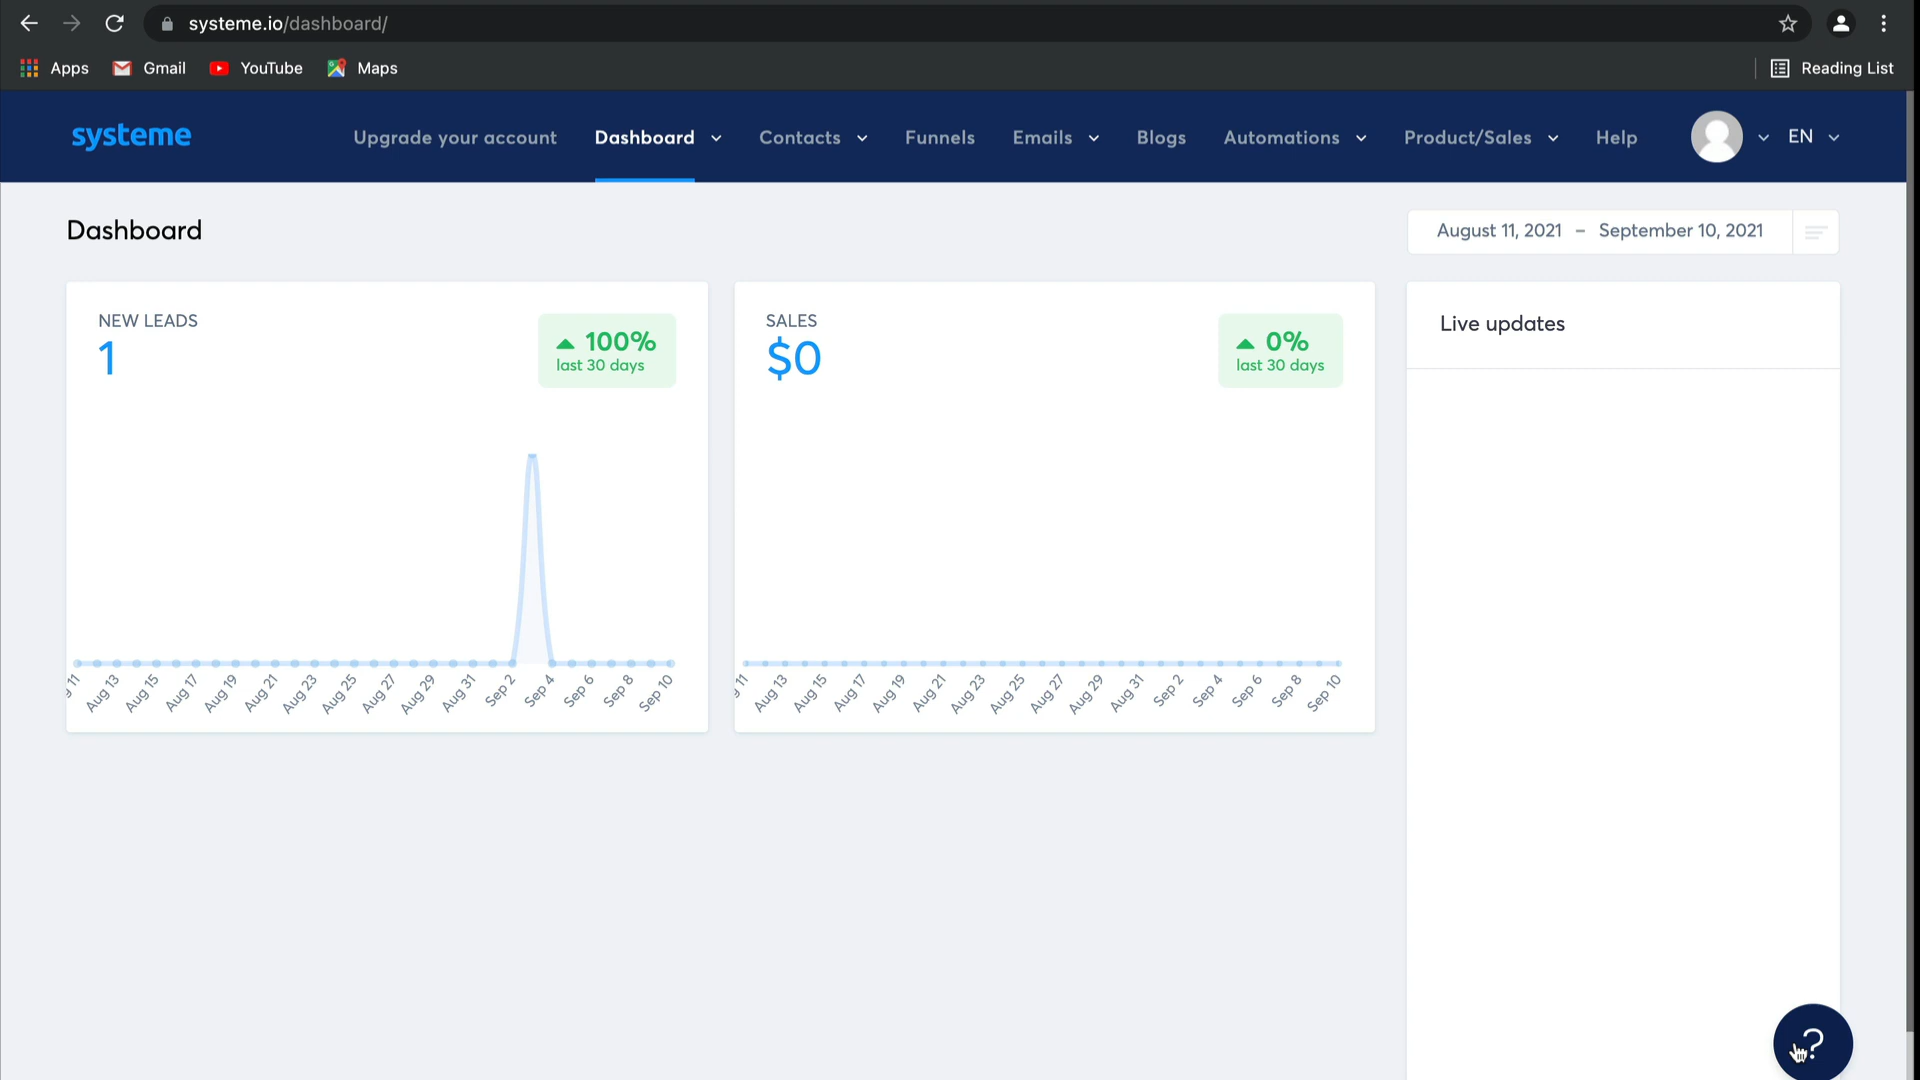 systeme.io/dashboard/
Apps Gmail YouTube Maps Reading List
systeme Upgrade your account Dashboard Contacts Funnels Emails Blogs Automations Product/Sales Help EN
Dashboard August 11, 2021 – September 10, 2021
NEW LEADS
1
100%
last 30 days
SALES
$0
0%
last 30 days
Live updates
11 Aug 13 Aug 15 Aug 17 Aug 19 Aug 21 Aug 23 Aug 25 Aug 27 Aug 29 Aug 31 Sep 2 Sep 4 Sep 6 Sep 8 Sep 10
11 Aug 13 Aug 15 Aug 17 Aug 19 Aug 21 Aug 23 Aug 25 Aug 27 Aug 29 Aug 31 Sep 2 Sep 4 Sep 6 Sep 8 Sep 10
?